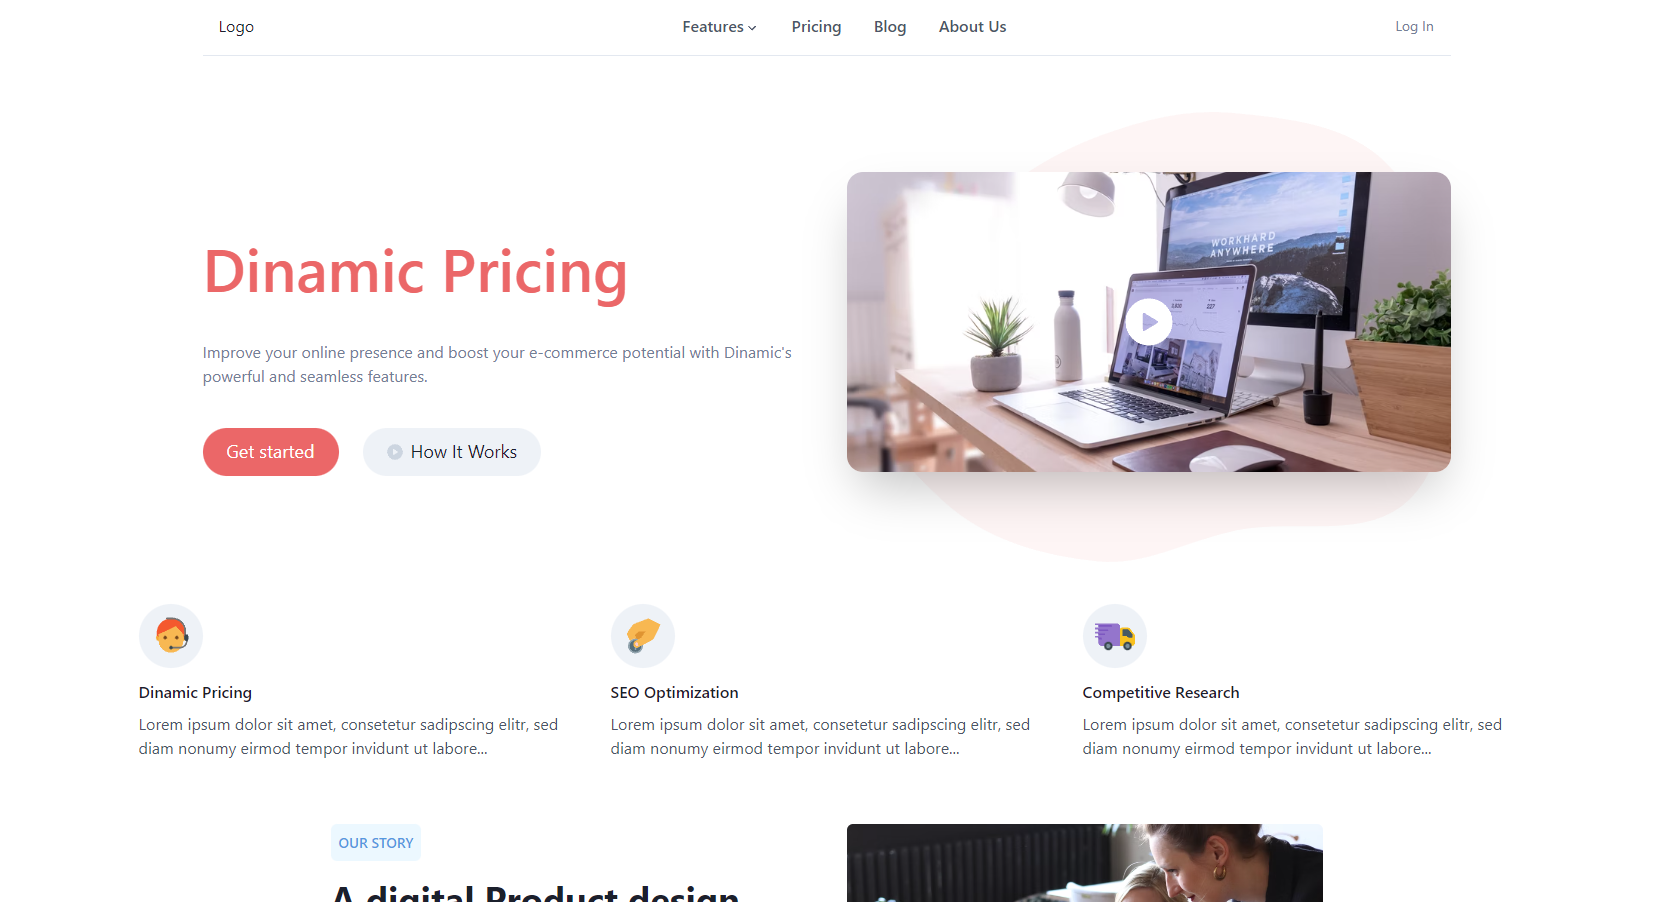 Logo
Features
Pricing
Blog
About Us
Log In
Dinamic Pricing
Improve your online presence and boost your e-commerce potential with Dinamic's
powerful and seamless features.
Get started
How It Works
WORKHARD
ANYWHERE
Dinamic Pricing
Lorem ipsum dolor sit amet, consetetur sadipscing elitr, sed
diam nonumy eirmod tempor invidunt ut labore...
SEO Optimization
Lorem ipsum dolor sit amet, consetetur sadipscing elitr, sed
diam nonumy eirmod tempor invidunt ut labore...
Competitive Research
Lorem ipsum dolor sit amet, consetetur sadipscing elitr, sed
diam nonumy eirmod tempor invidunt ut labore...
OUR STORY
A digital Product design